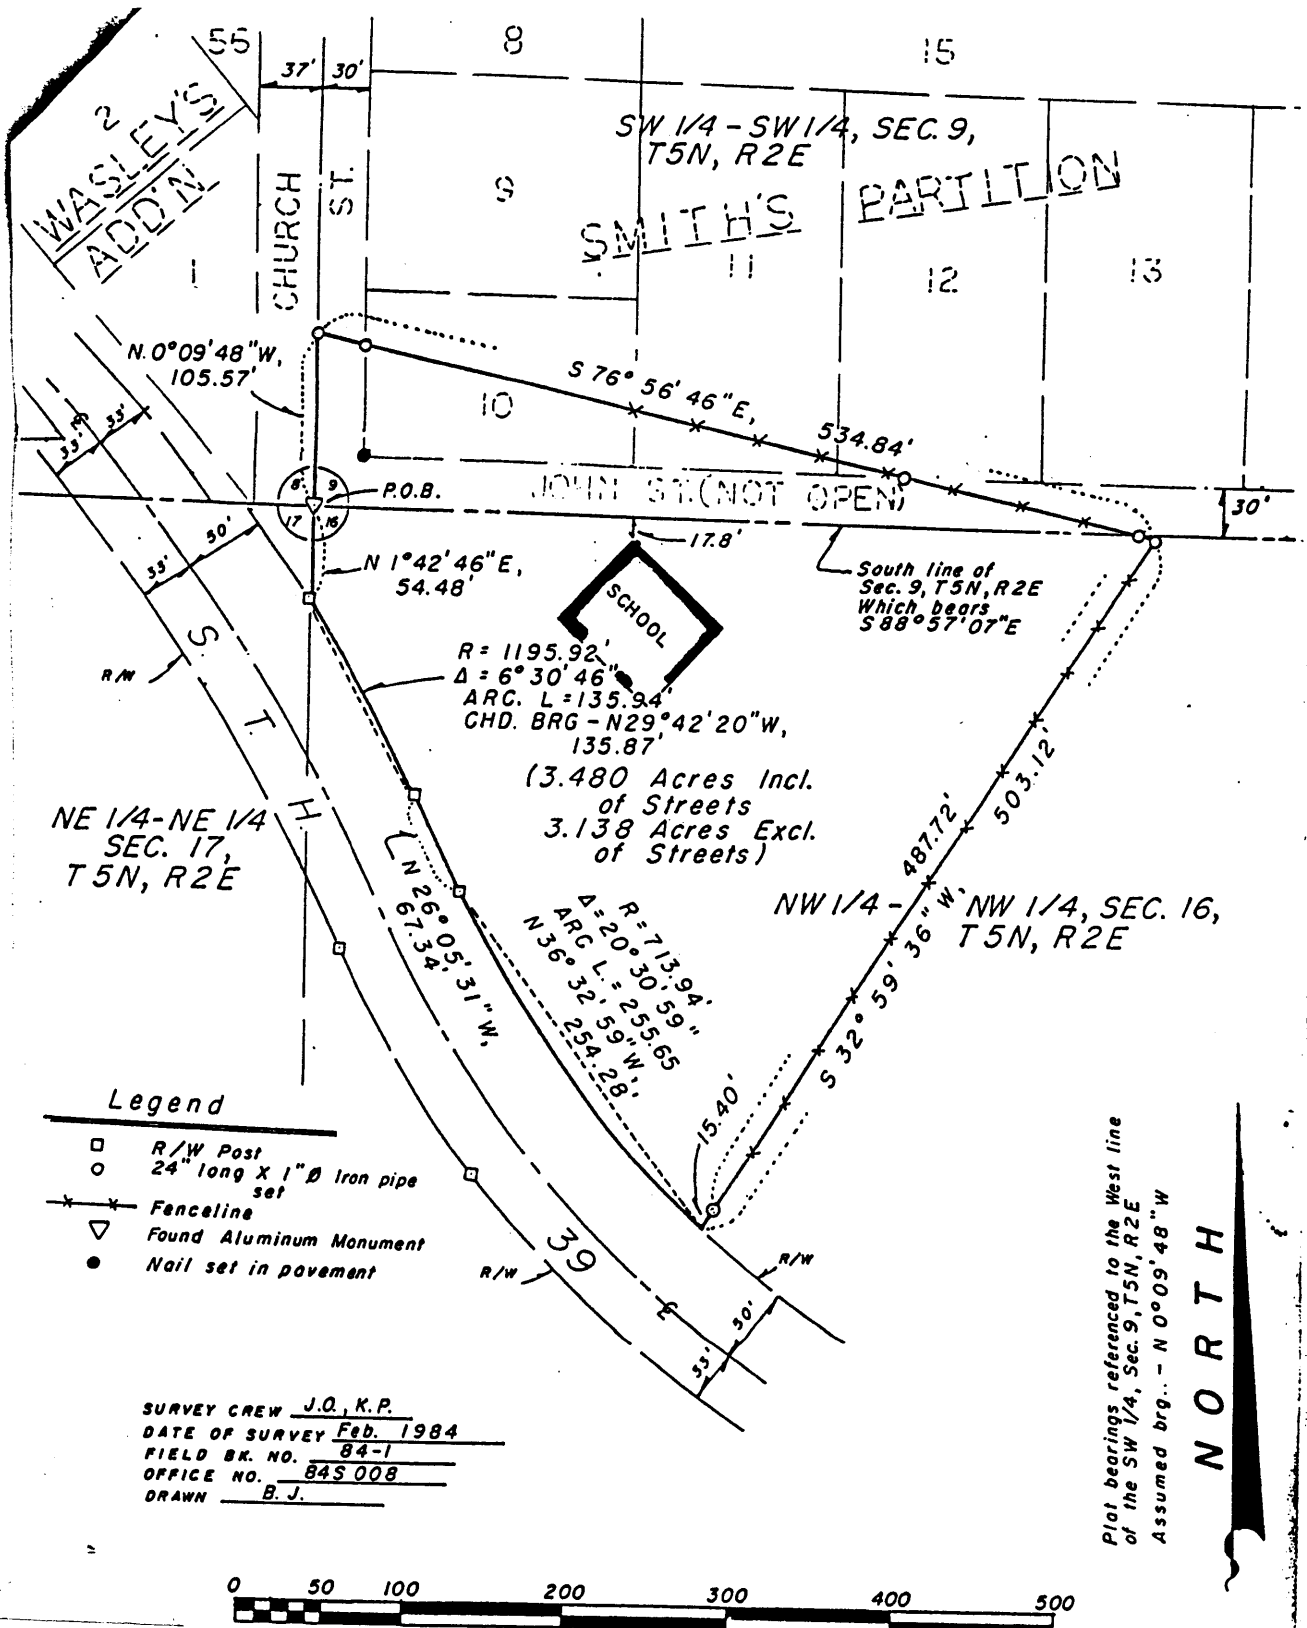 55
8
15
37'
30'
2
WASLEY'S
ADD'N
1
CHURCH
ST.
SW 1/4 - SW 1/4, SEC. 9,
T5N, R2E
9
SMITH'S PARTITION
11
12
13
N. 0°09'48"W,
105.57'
S 76° 56' 46"E,
534.84'
10
33'
33'
8
9
17
16
P.O.B.
JOHN ST. (NOT OPEN)
30'
33'
50'
N 1°42'46"E,
54.48'
17.8'
SCHOOL
South line of
Sec. 9, T5N, R2E
Which bears
S 88°57'07"E
R/W
S. T. H.
R = 1195.92'
Δ = 6°30'46"
ARC. L = 135.94'
CHD. BRG - N29°42'20"W,
135.87'
(3.480 Acres Incl.
of Streets
3.138 Acres Excl.
of Streets)
NE 1/4 - NE 1/4
SEC. 17,
T5N, R2E
487.72'
503.12'
S 32° 59' 36" W,
NW 1/4 - NW 1/4, SEC. 16,
T5N, R2E
N 26°05'31"W,
67.34'
R = 713.94'
Δ = 20°30'59"
ARC L. = 255.65
N36° 32' 59"W,
254.28'
15.40'
Legend
R/W Post
24" long X 1" Ø Iron pipe
set
Fenceline
Found Aluminum Monument
Nail set in pavement
39
R/W
R/W
50'
33'
SURVEY CREW J.O., K.P.
DATE OF SURVEY Feb. 1984
FIELD BK. NO. 84-1
OFFICE NO. 84S 008
DRAWN B. J.
Plat bearings referenced to the West line
of the SW 1/4, Sec. 9, T5N, R2E
Assumed brg.. - N 0°09'48"W
NORTH
0 50 100 200 300 400 500